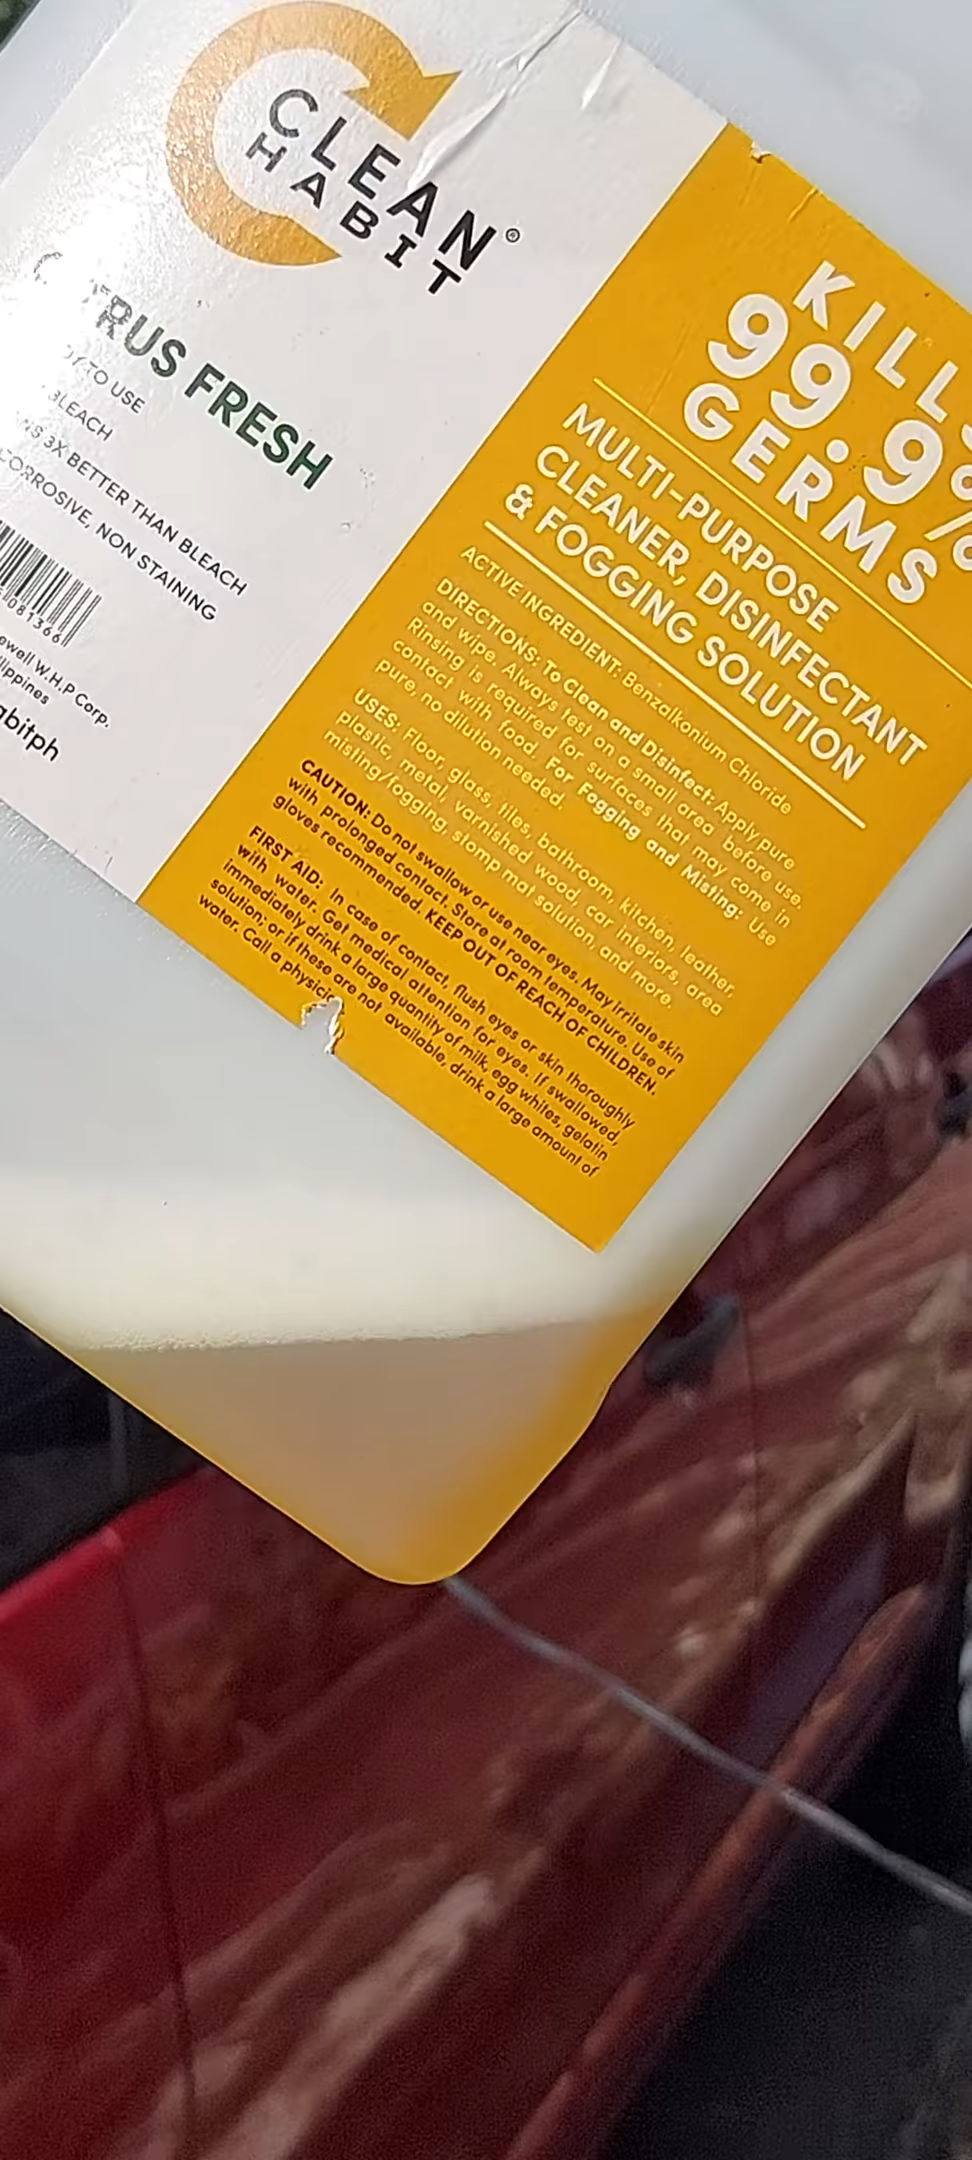 CLEAN
HABIT®
TRUS FRESH
TO USE
BLEACH
3X BETTER THAN BLEACH
CORROSIVE, NON STAINING
081366
W.H.P Corp.
KILLS
99.9%
GERMS
MULTI-PURPOSE
CLEANER, DISINFECTANT
& FOGGING SOLUTION
ACTIVE INGREDIENT: Benzalkonium Chloride
DIRECTIONS: To Clean and Disinfect: Apply pure
and wipe. Always test on a small area before use.
Rinsing is required for surfaces that may come in
contact with food. For Fogging and Misting: Use
pure, no dilution needed.
USES: Floor, glass, tiles, bathroom, kitchen, leather,
plastic, metal, varnished wood, car interiors, area
misting/fogging, stomp mat solution, and more.
CAUTION: Do not swallow or use near eyes. May irritate skin
with prolonged contact. Store at room temperature. Use of
gloves recommended. KEEP OUT OF REACH OF CHILDREN.
FIRST AID: In case of contact, flush eyes or skin thoroughly
with water. Get medical attention for eyes. If swallowed,
immediately drink a large quantity of milk, egg whites, gelatin
solution; or if these are not available, drink a large amount of
water. Call a physici